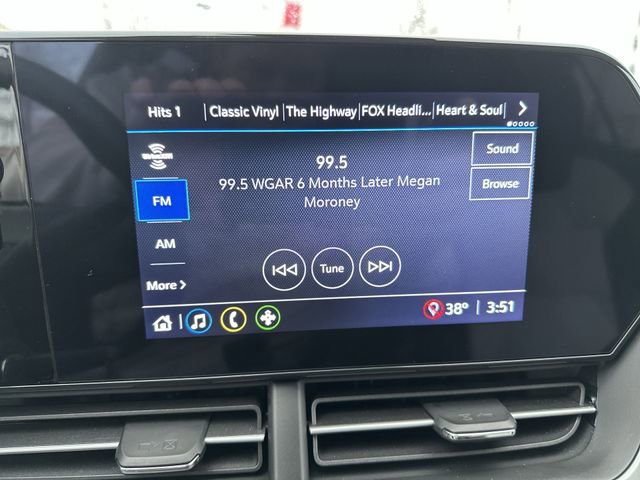 Hits 1 | Classic Vinyl | The Highway | FOX Headli... | Heart & Soul
SiriusXM
Sound
99.5
99.5 WGAR 6 Months Later Megan
Moroney
Browse
FM
AM
Tune
More
38° | 3:51